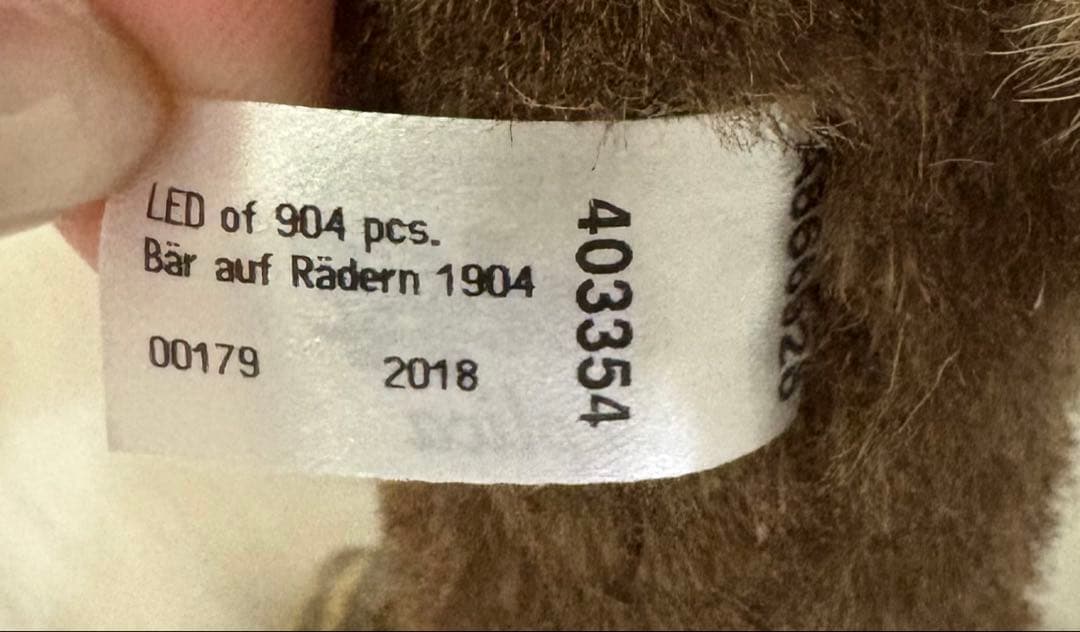 LED of 904 pcs.
Bär auf Rädern 1904
00179 2018
403354